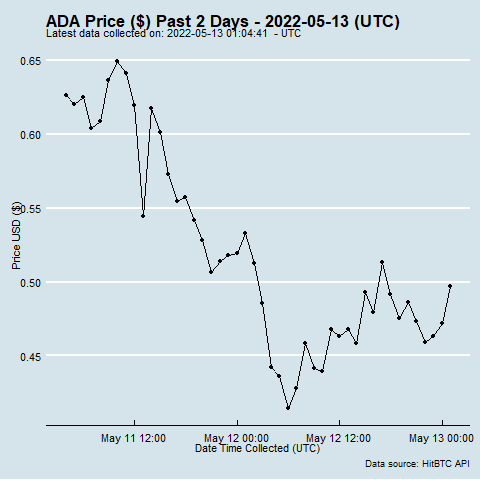 ADA Price ($) Past 2 Days - 2022-05-13 (UTC)
Latest data collected on: 2022-05-13 01:04:41 - UTC
0.65
0.60
0.55
0.50
0.45
Price USD ($)
May 11 12:00
May 12 00:00
May 12 12:00
May 13 00:00
Date Time Collected (UTC)
Data source: HitBTC API